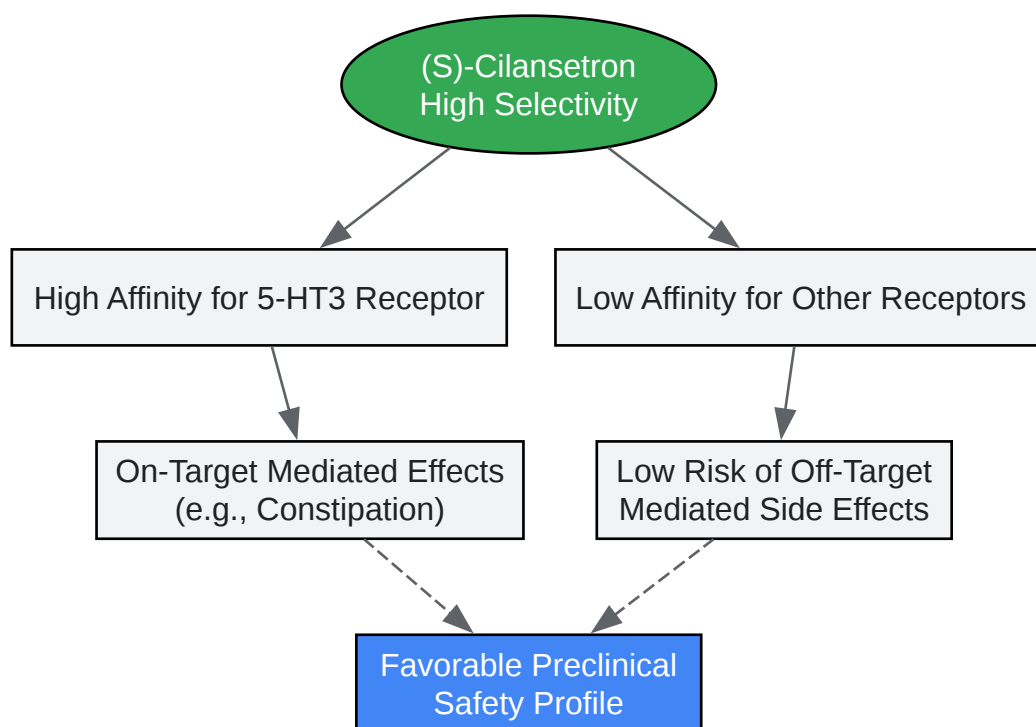 (S)-Cilansetron
High Selectivity
High Affinity for 5-HT3 Receptor
Low Affinity for Other Receptors
On-Target Mediated Effects
(e.g., Constipation)
Low Risk of Off-Target
Mediated Side Effects
Favorable Preclinical
Safety Profile